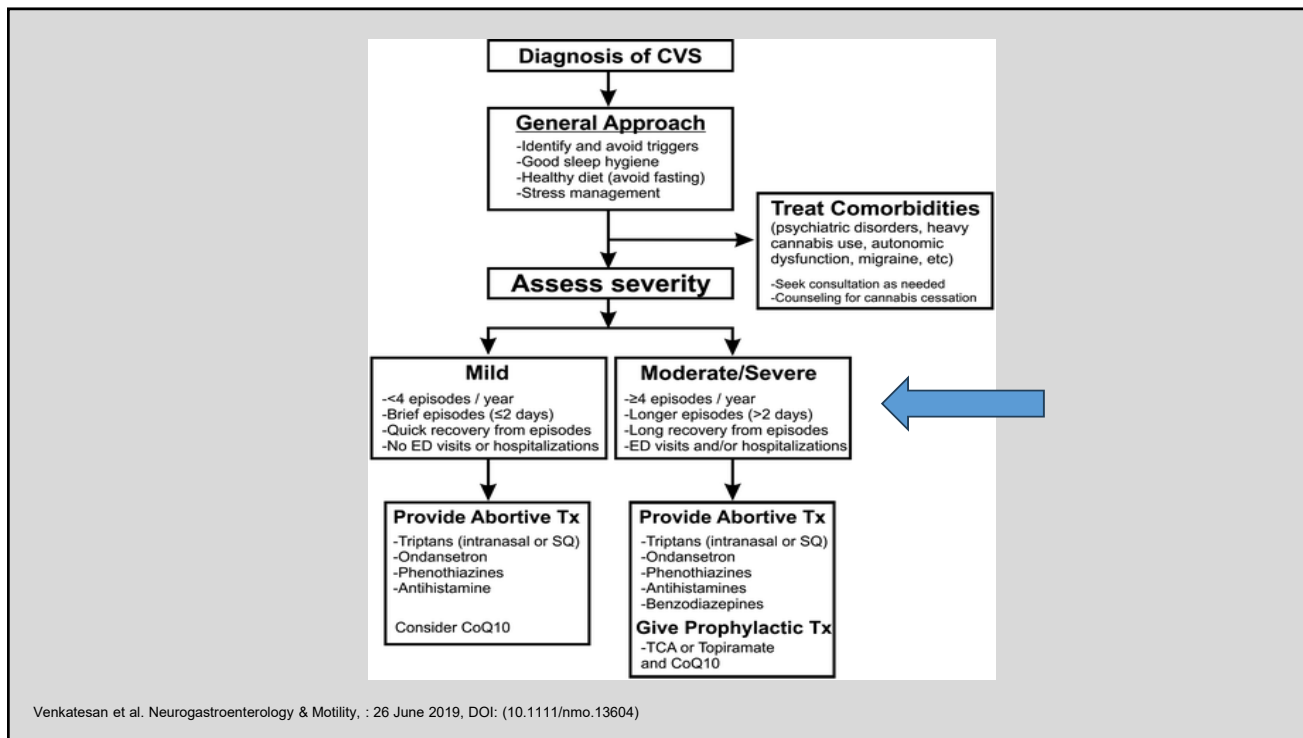 Diagnosis of CVS
General Approach
-Identify and avoid triggers
-Good sleep hygiene
-Healthy diet (avoid fasting)
-Stress management
Treat Comorbidities
(psychiatric disorders, heavy
cannabis use, autonomic
dysfunction, migraine, etc)
-Seek consultation as needed
-Counseling for cannabis cessation
Assess severity
Mild
-<4 episodes / year
-Brief episodes (≤2 days)
-Quick recovery from episodes
-No ED visits or hospitalizations
Moderate/Severe
-≥4 episodes / year
-Longer episodes (>2 days)
-Long recovery from episodes
-ED visits and/or hospitalizations
Provide Abortive Tx
-Triptans (intranasal or SQ)
-Ondansetron
-Phenothiazines
-Antihistamine
Consider CoQ10
Provide Abortive Tx
-Triptans (intranasal or SQ)
-Ondansetron
-Phenothiazines
-Antihistamines
-Benzodiazepines
Give Prophylactic Tx
-TCA or Topiramate
and CoQ10
Venkatesan et al. Neurogastroenterology & Motility, : 26 June 2019, DOI: (10.1111/nmo.13604)